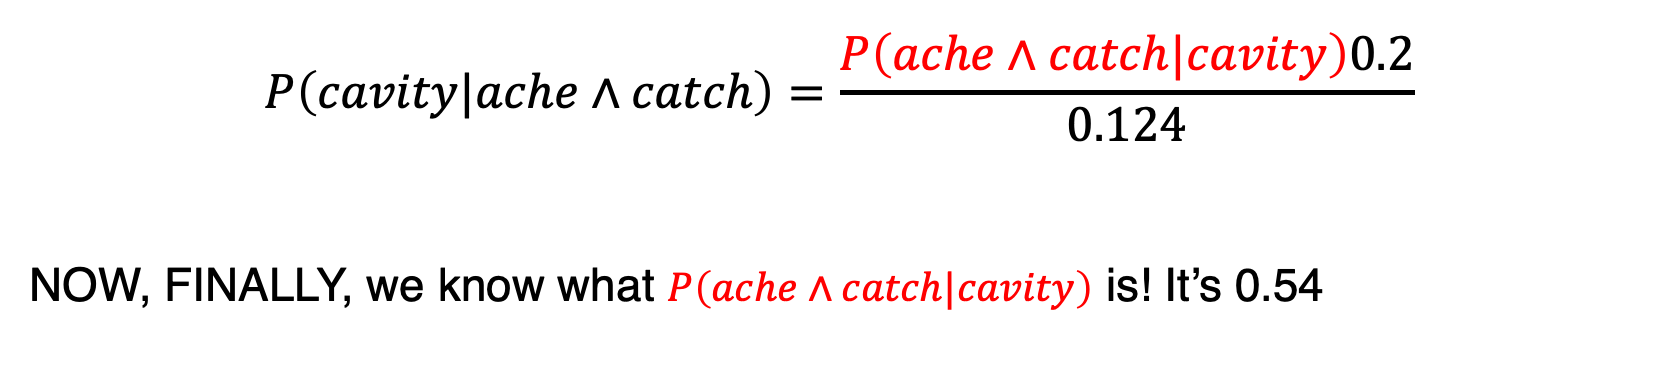 P(cavity|ache ∧ catch) = P(ache ∧ catch|cavity)0.2
0.124
NOW, FINALLY, we know what P(ache ∧ catch|cavity) is! It’s 0.54